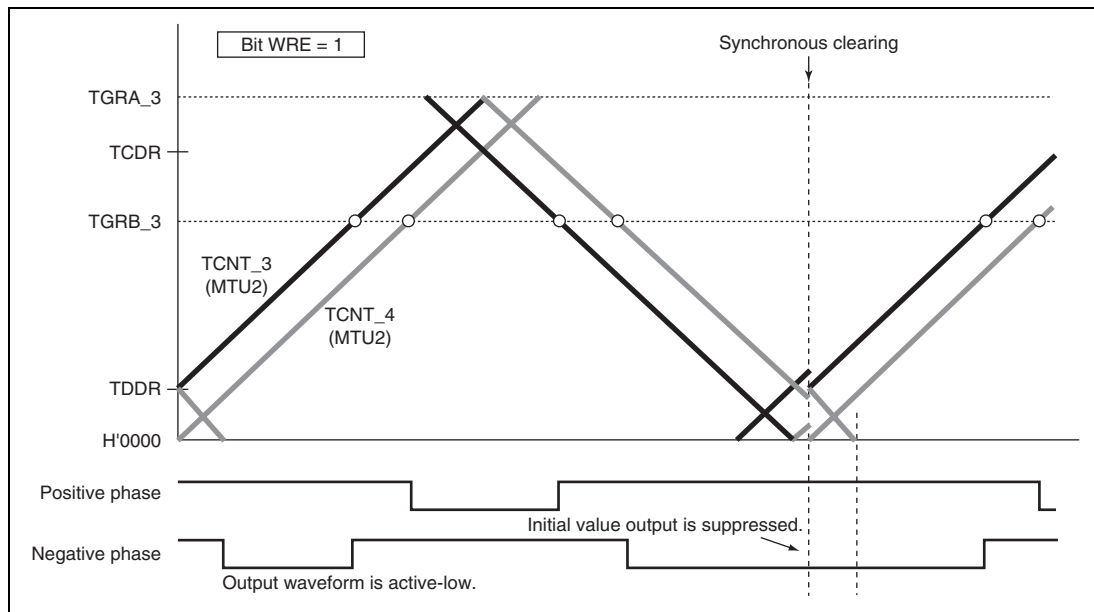 Bit WRE = 1
Synchronous clearing
TGRA_3
TCDR
TGRB_3
TCNT_3
(MTU2)
TCNT_4
(MTU2)
TDDR
H'0000
Positive phase
Initial value output is suppressed.
Negative phase
Output waveform is active-low.